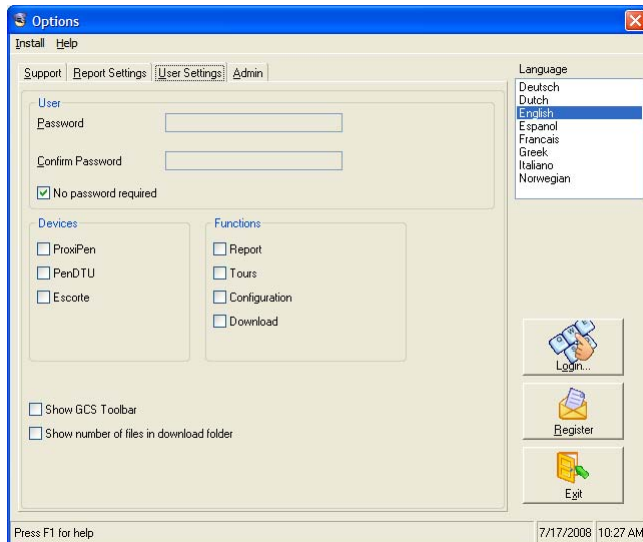 Options
Install Help
Support Report Settings User Settings Admin
User
Password
Confirm Password
No password required
Devices
ProxiPen
PenDTU
Escorte
Functions
Report
Tours
Configuration
Download
Show GCS Toolbar
Show number of files in download folder
Language
Deutsch
Dutch
English
Espanol
Francais
Greek
Italiano
Norwegian
Login...
Register
Exit
Press F1 for help
7/17/2008 10:27 AM